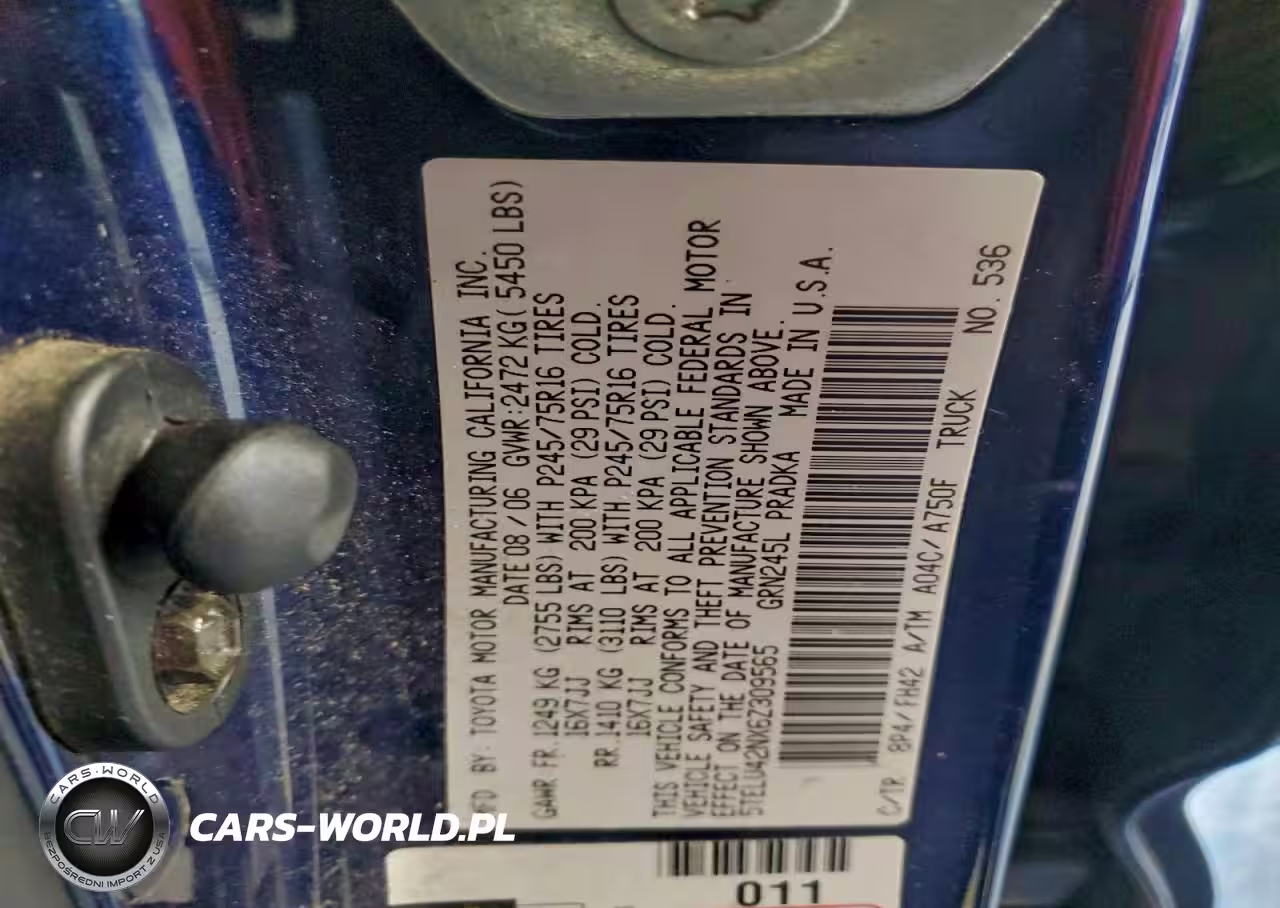 MFD BY: TOYOTA MOTOR MANUFACTURING CALIFORNIA INC.
DATE 08/06 GVWR:2472 KG( 5450 LBS)
GAWR FR.1249 KG (2755 LBS) WITH P245/75R16 TIRES
16X7JJ RIMS AT 200 KPA (29 PSI) COLD.
RR.1410 KG (3110 LBS) WITH P245/75R16 TIRES
16X7JJ RIMS AT 200 KPA (29 PSI) COLD.
THIS VEHICLE CONFORMS TO ALL APPLICABLE FEDERAL MOTOR
VEHICLE SAFETY AND THEFT PREVENTION STANDARDS IN
EFFECT ON THE DATE OF MANUFACTURE SHOWN ABOVE.
5TELU42NX6Z309565 GRN245L PRADKA MADE IN U.S.A.
C/TP 8P4/FH42 A/TM A04C/A750F TRUCK NO. 536
011
CARS-WORLD
CW
BEZPOŚREDNI IMPORT Z USA
CARS-WORLD.PL